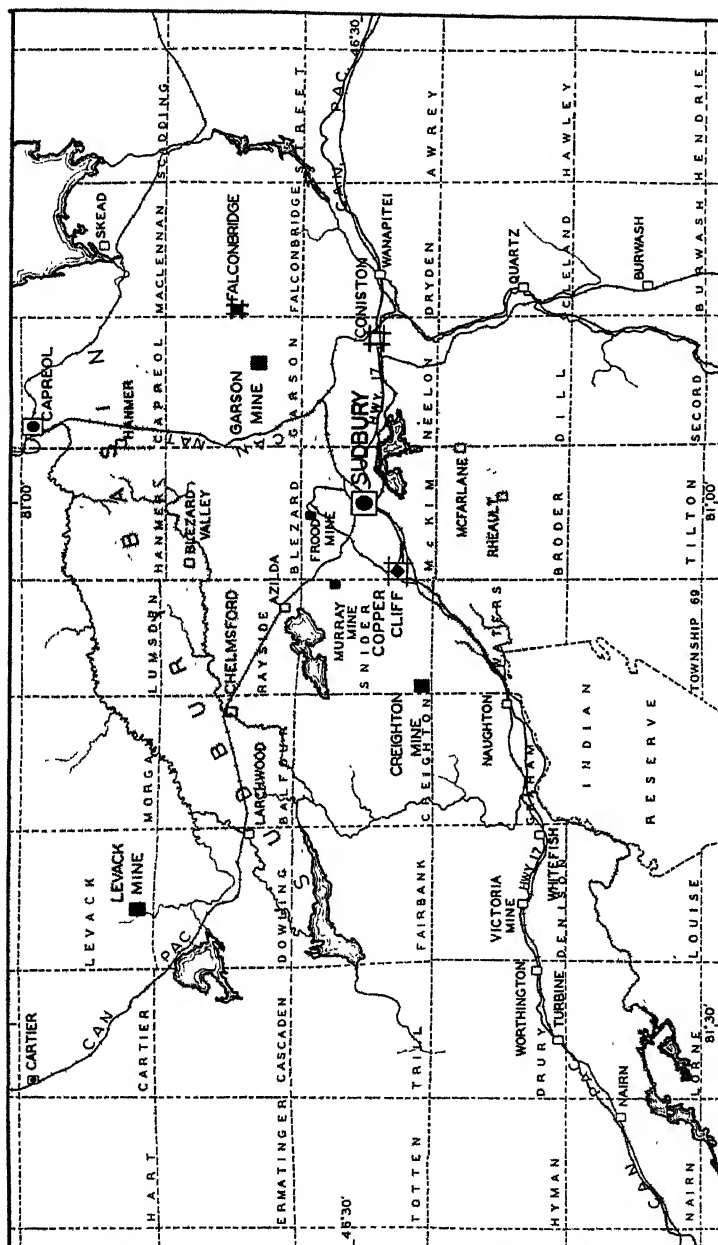 CARTIER
LEVACK
LEVACK
MINE
CAN
PAC.
CARTIER
HART
MORGAN
LUMSDON
HANMER
CAPREOL
MACLENNAN
SCADDING
CAPREOL
HANMER
SKEAD
81°00'
SUDBURY
BASIN
CAN
NAT
BLEZARD
VALLEY
CHELMSFORD
LARCHWOOD
AZILDA
GARSON
MINE
FALCONBRIDGE
ERMATINGER
CASCADEN
DOWLING
BALFOUR
RAYSIDE
BLEZARD
GARSON
FALCONBRIDGE
STREET
46°30'
46°30'
FROOD
MINE
SUDBURY
MURRAY
MINE
SNIDER
COPPER
CLIFF
CREIGHTON
MINE
HWY 17
CONISTON
WANAPITEI
CAN. PAC.
TOTTEN
TRILL
FAIRBANK
CREIGHTON
McKIM
NEELON
DRYDEN
AWREY
MCFARLANE
RHEAULT
QUARTZ
NAUGHTON
WATERS
VICTORIA
MINE
HWY 17
WHITEFISH
GRAHAM
WORTHINGTON
TURBINE
HYMAN
DRURY
DENISON
BRODER
DILL
CLELAND
HAWLEY
INDIAN
RESERVE
BURWASH
NAIRN
CAN. PAC.
NAIRN
LORNE
LOUISE
TOWNSHIP 69
TILTON
SECORD
BURWASH
HENDRIE
81°30'
81°00'